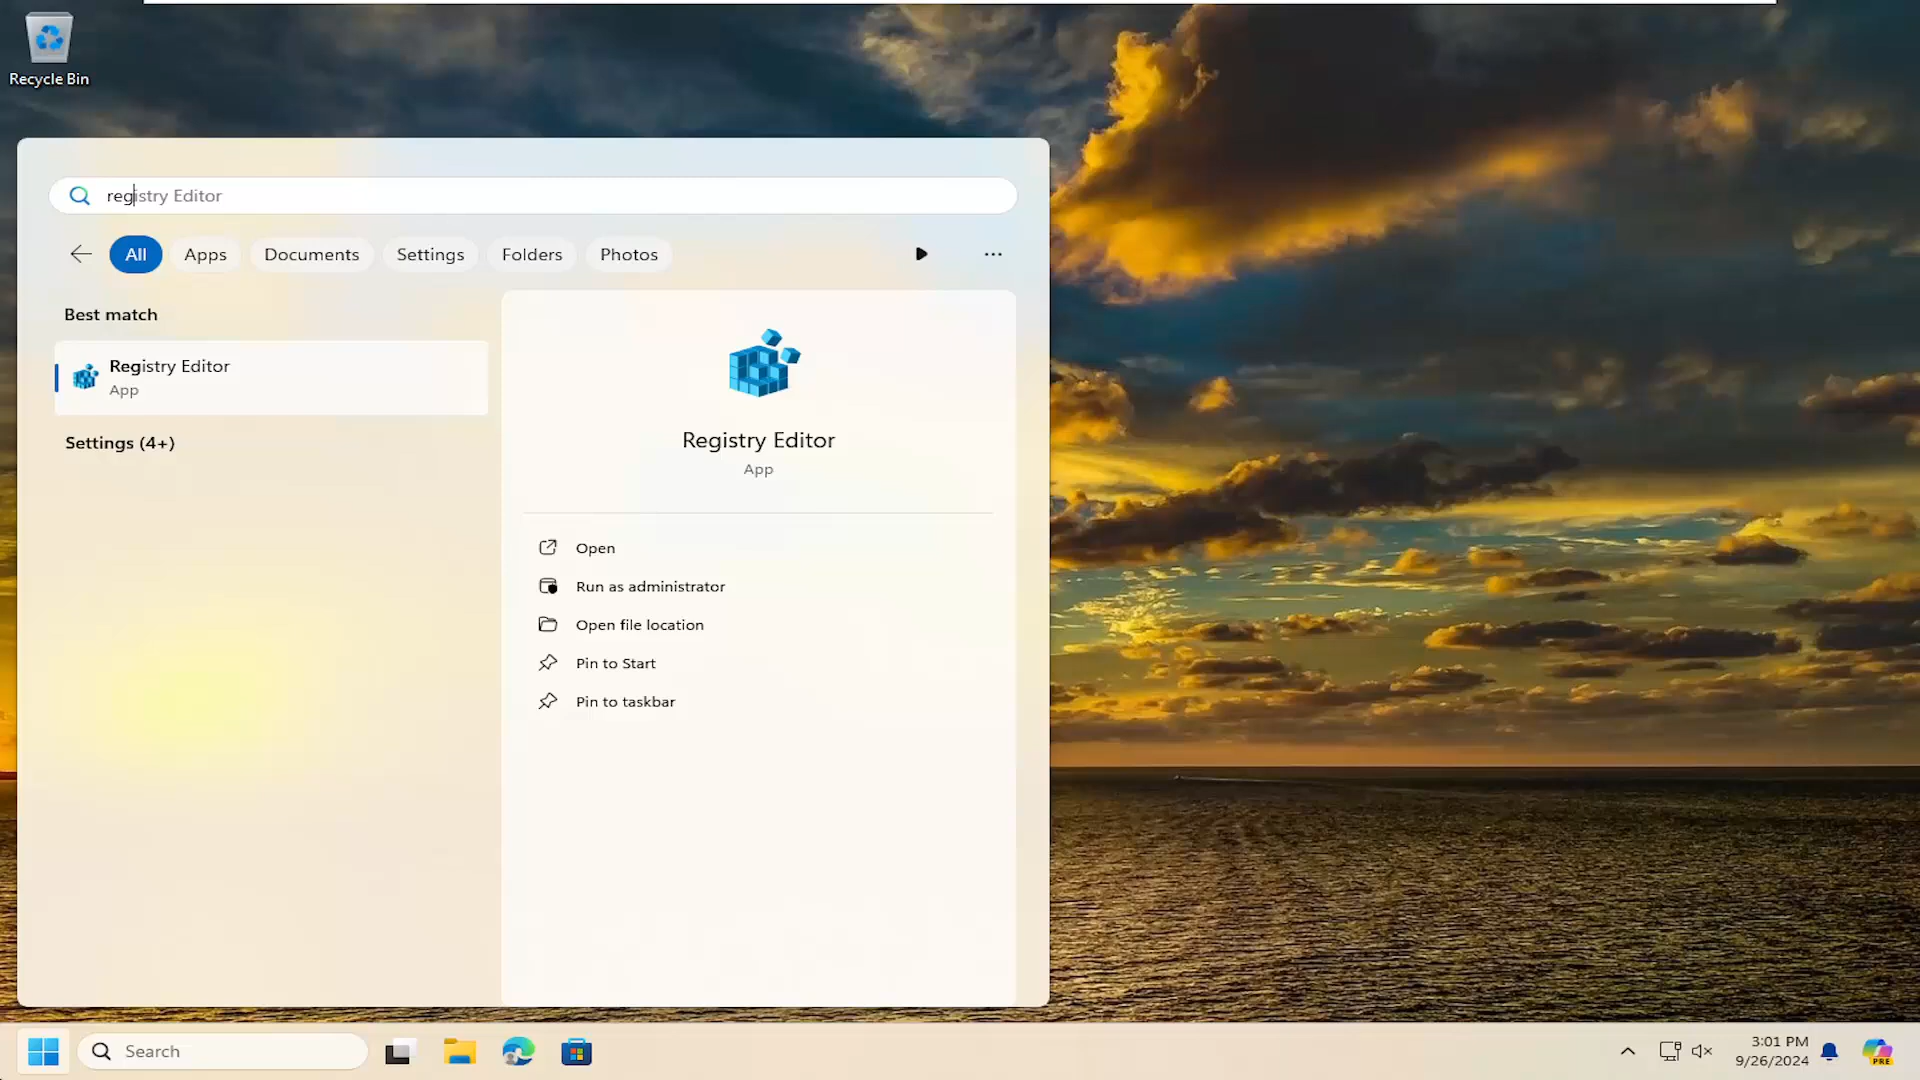 Recycle Bin
registry Editor
All
Apps
Documents
Settings
Folders
Photos
Best match
Registry Editor
App
Settings (4+)
Registry Editor
App
Open
Run as administrator
Open file location
Pin to Start
Pin to taskbar
Search
3:01 PM
9/26/2024
PRE